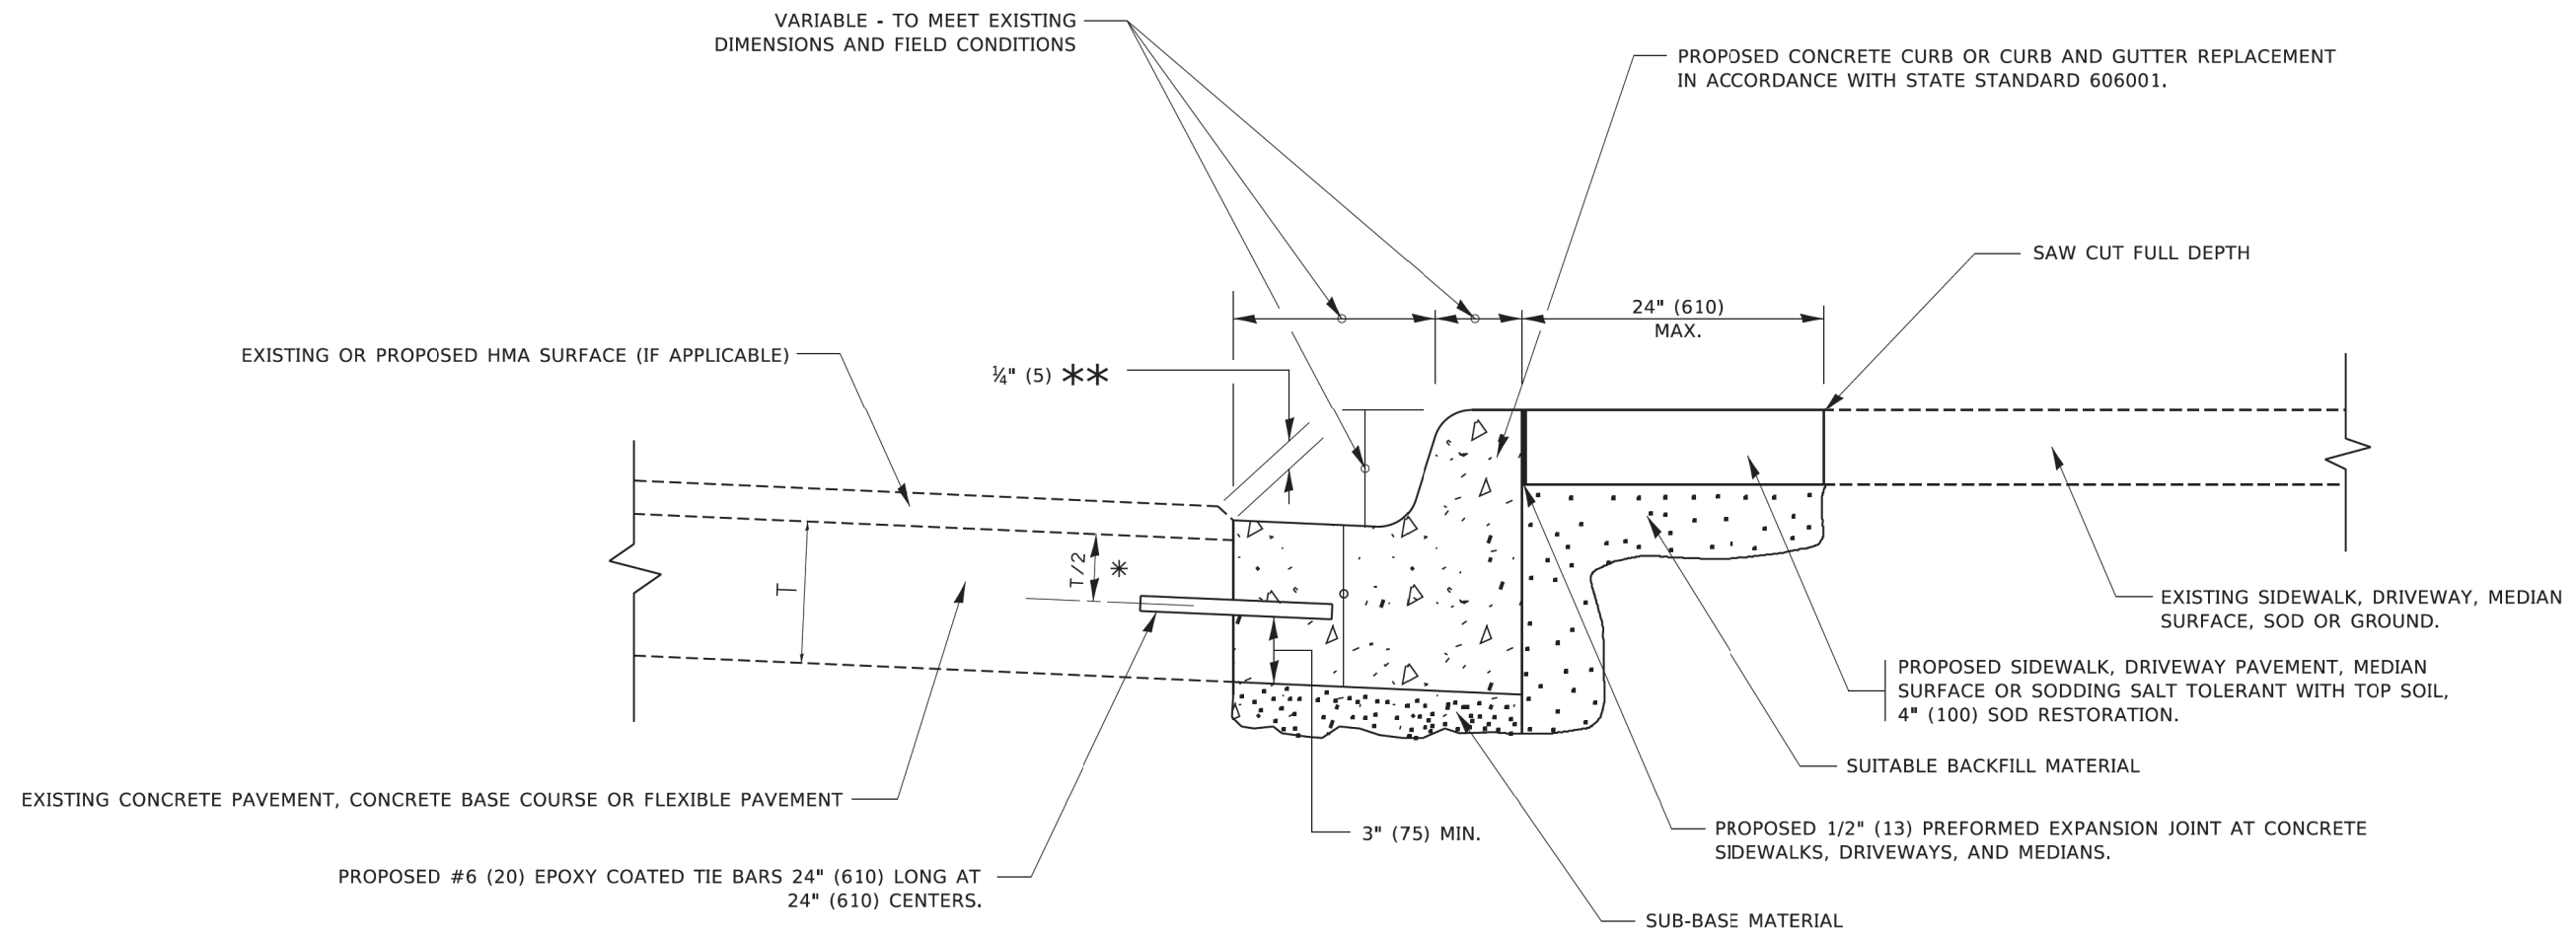 VARIABLE - TO MEET EXISTING
DIMENSIONS AND FIELD CONDITIONS
PROPOSED CONCRETE CURB OR CURB AND GUTTER REPLACEMENT
IN ACCORDANCE WITH STATE STANDARD 606001.
SAW CUT FULL DEPTH
24" (610)
MAX.
EXISTING OR PROPOSED HMA SURFACE (IF APPLICABLE)
¼" (5) **
T/2 *
T
EXISTING SIDEWALK, DRIVEWAY, MEDIAN
SURFACE, SOD OR GROUND.
PROPOSED SIDEWALK, DRIVEWAY PAVEMENT, MEDIAN
SURFACE OR SODDING SALT TOLERANT WITH TOP SOIL,
4" (100) SOD RESTORATION.
SUITABLE BACKFILL MATERIAL
EXISTING CONCRETE PAVEMENT, CONCRETE BASE COURSE OR FLEXIBLE PAVEMENT
3" (75) MIN.
PROPOSED 1/2" (13) PREFORMED EXPANSION JOINT AT CONCRETE
SIDEWALKS, DRIVEWAYS, AND MEDIANS.
PROPOSED #6 (20) EPOXY COATED TIE BARS 24" (610) LONG AT
24" (610) CENTERS.
SUB-BASE MATERIAL